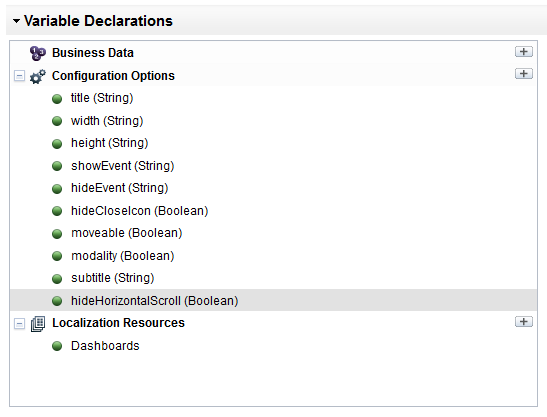 Variable Declarations
Business Data
Configuration Options
title (String)
width (String)
height (String)
showEvent (String)
hideEvent (String)
hideCloseIcon (Boolean)
moveable (Boolean)
modality (Boolean)
subtitle (String)
hideHorizontalScroll (Boolean)
Localization Resources
Dashboards